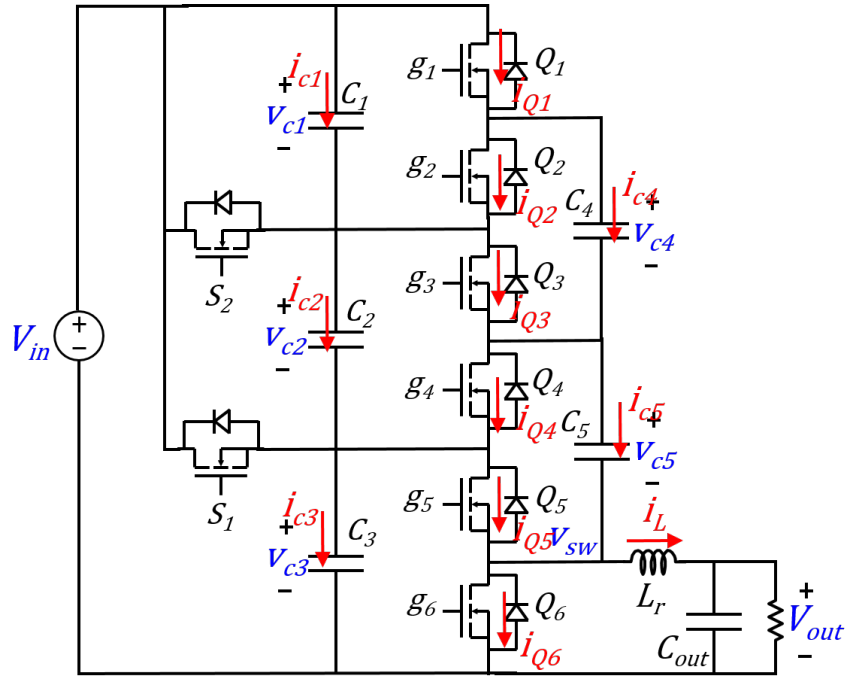 g1 iQ1 Q1
ic1 + vc1 - C1
g2 iQ2 Q2
ic4 + C4 vc4 -
S2
g3 iQ3 Q3
ic2 + vc2 - C2
Vin + -
g4 iQ4 Q4
ic5 + C5 vc5 -
S1
g5 iQ5 Q5
vsw
iL
ic3 + vc3 - C3
Lr
g6 iQ6 Q6
Cout
+ Vout -